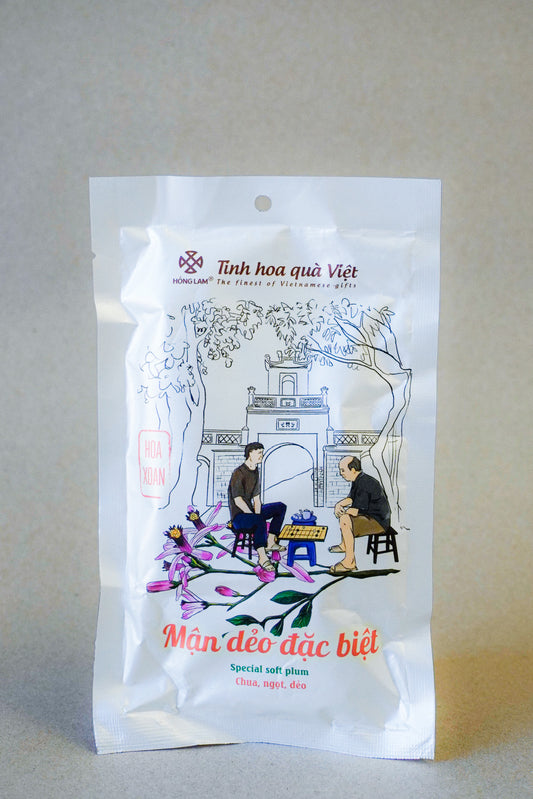 HỒNG LAM®
Tinh hoa quà Việt
The finest of Vietnamese gifts
HOA
XOAN
Mận dẻo đặc biệt
Special soft plum
Chua, ngọt, dẻo